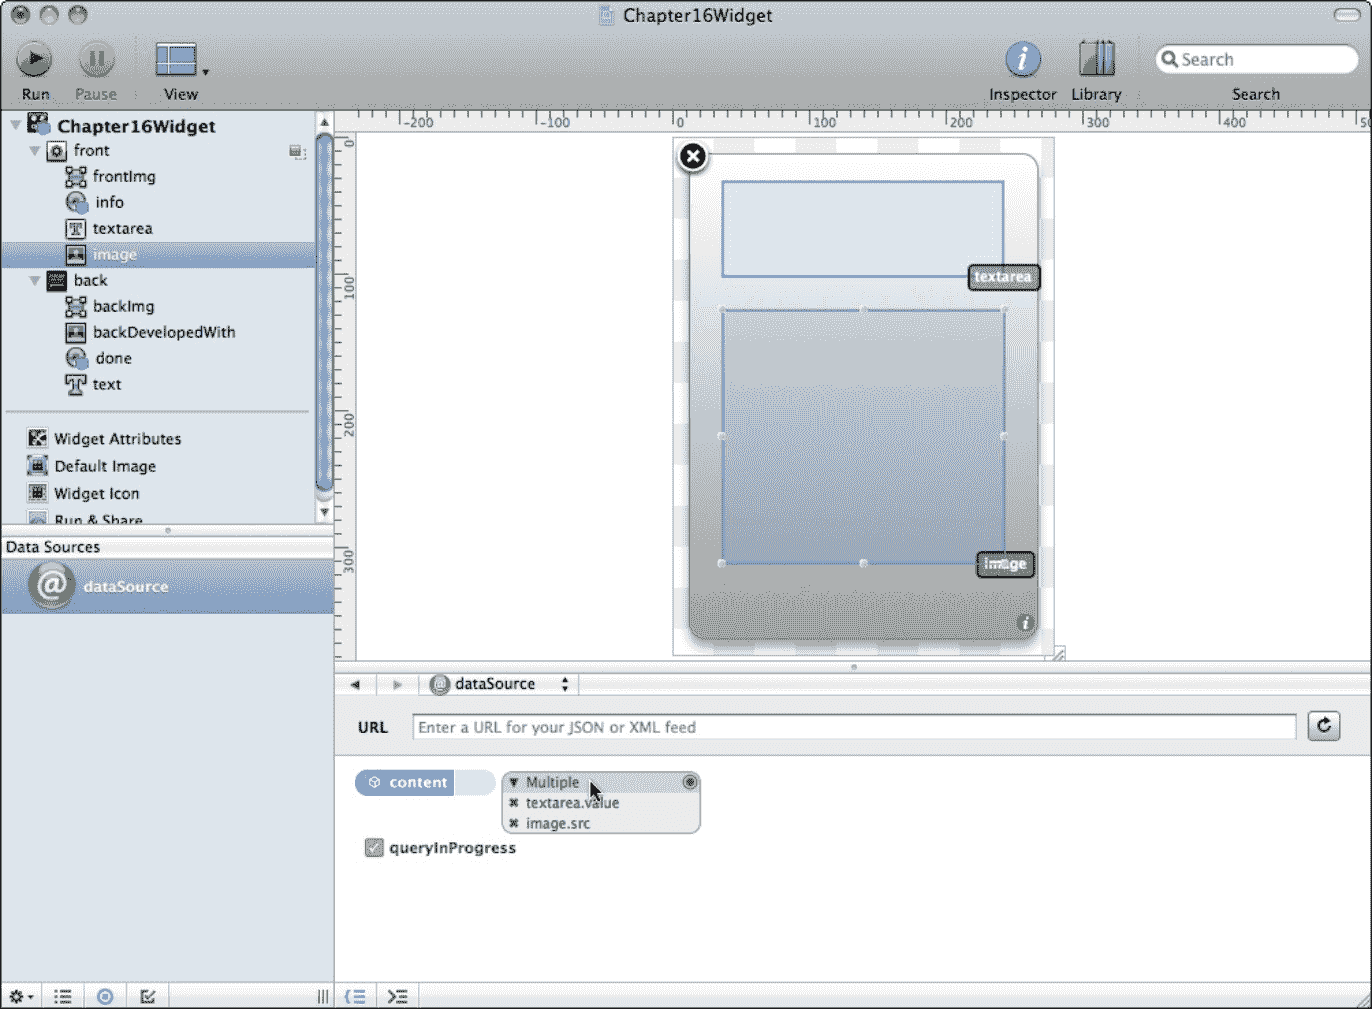 Chapter16Widget
Run
Pause
View
Inspector
Library
Search
Search
-200
-100
0
100
200
300
400
Chapter16Widget
front
frontImg
info
textarea
image
back
backImg
backDevelopedWith
done
text
Widget Attributes
Default Image
Widget Icon
Run & Share
Data Sources
@ dataSource
0
100
200
300
textarea
image
i
dataSource
URL
Enter a URL for your JSON or XML feed
content
Multiple
textarea.value
image.src
queryInProgress